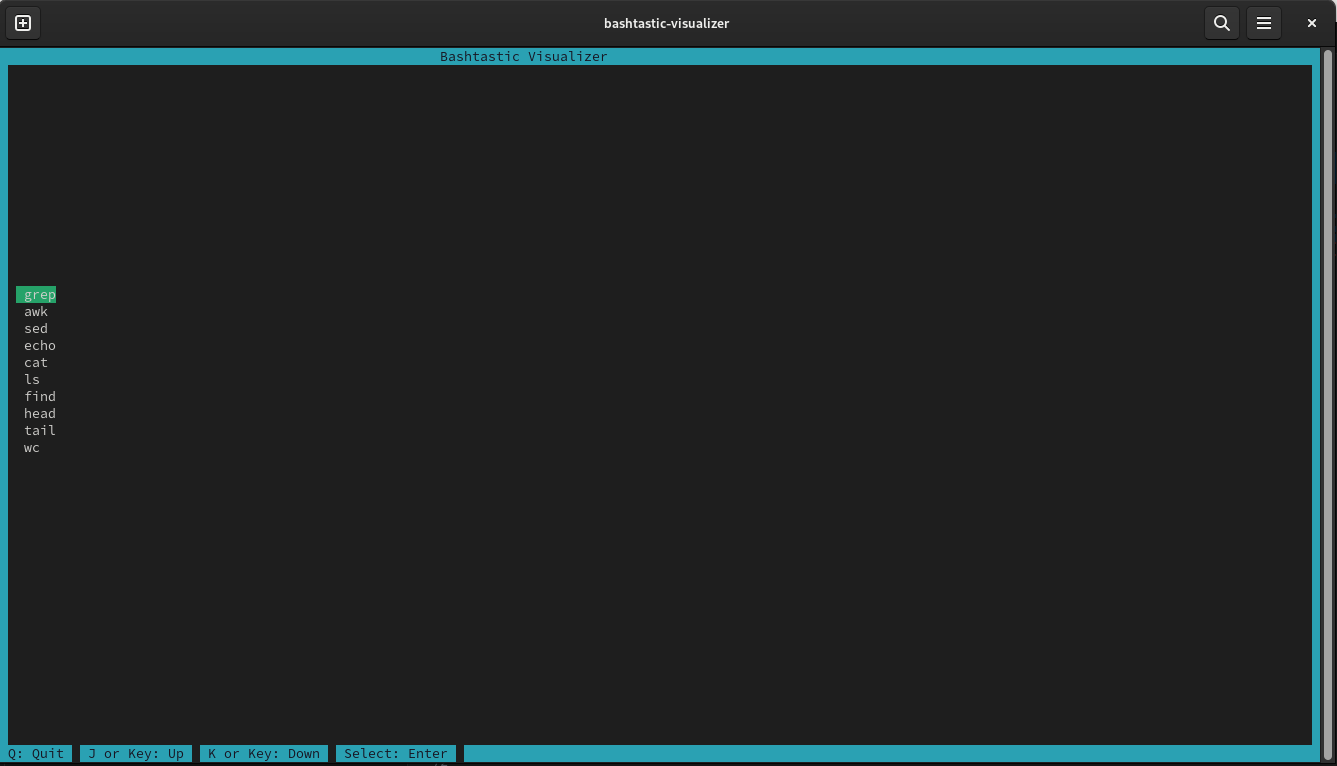 bashtastic-visualizer
Bashtastic Visualizer
grep
awk
sed
echo
cat
ls
find
head
tail
wc
Q: Quit J or Key: Up K or Key: Down Select: Enter